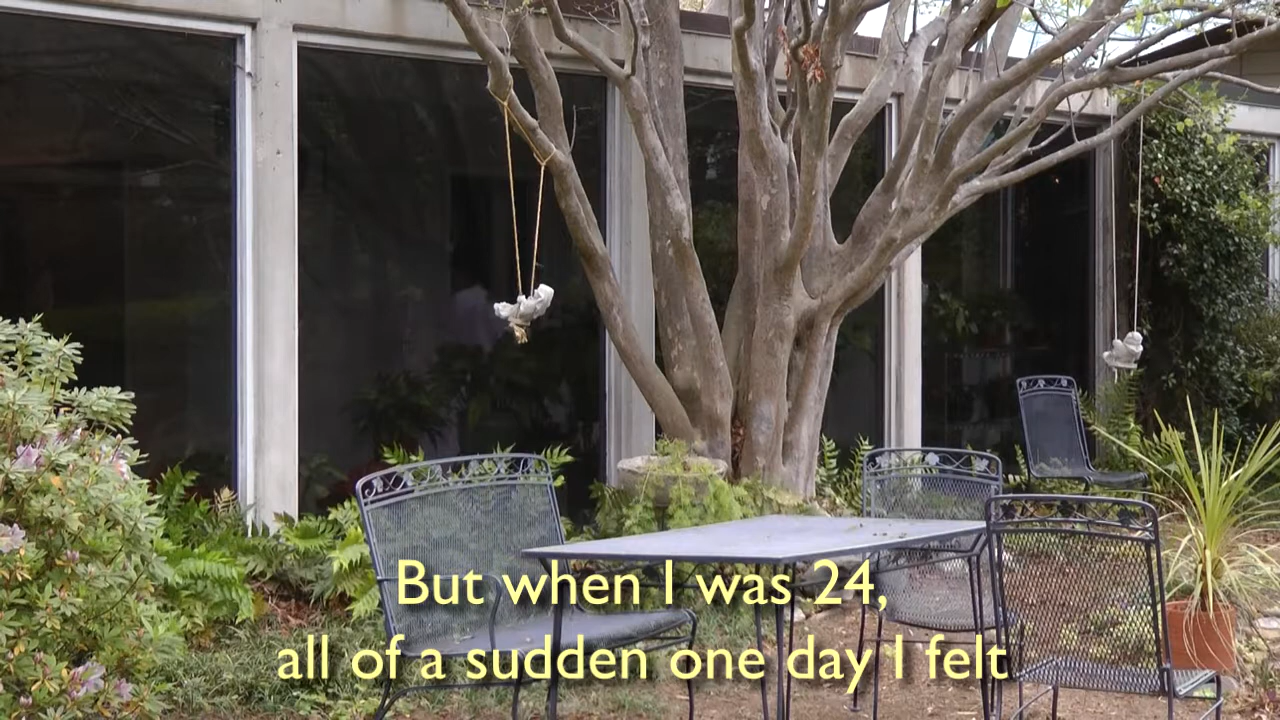 But when I was 24,
all of a sudden one day I felt